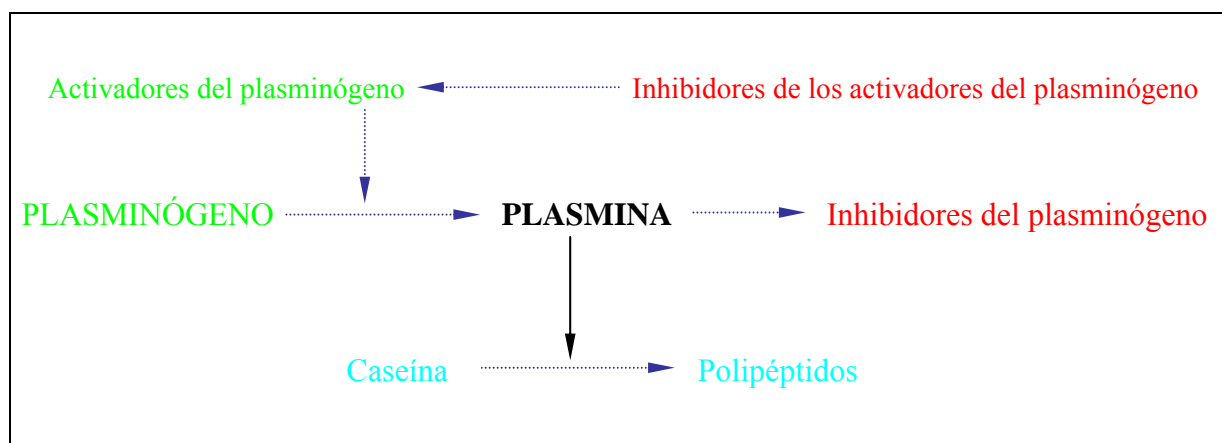 Activadores del plasminógeno
Inhibidores de los activadores del plasminógeno
PLASMINÓGENO
PLASMINA
Inhibidores del plasminógeno
Caseína
Polipéptidos